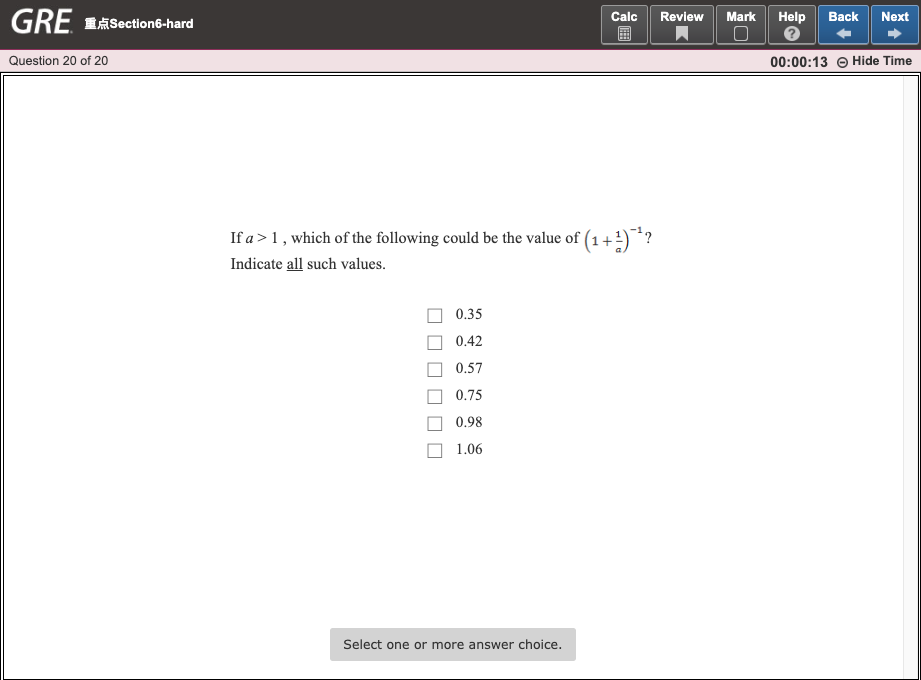 GRE 重点Section6-hard
Calc Review Mark Help Back Next
Question 20 of 20
00:00:13 Hide Time
If a > 1 , which of the following could be the value of (1 + 1/a)⁻¹?
Indicate all such values.
0.35
0.42
0.57
0.75
0.98
1.06
Select one or more answer choice.